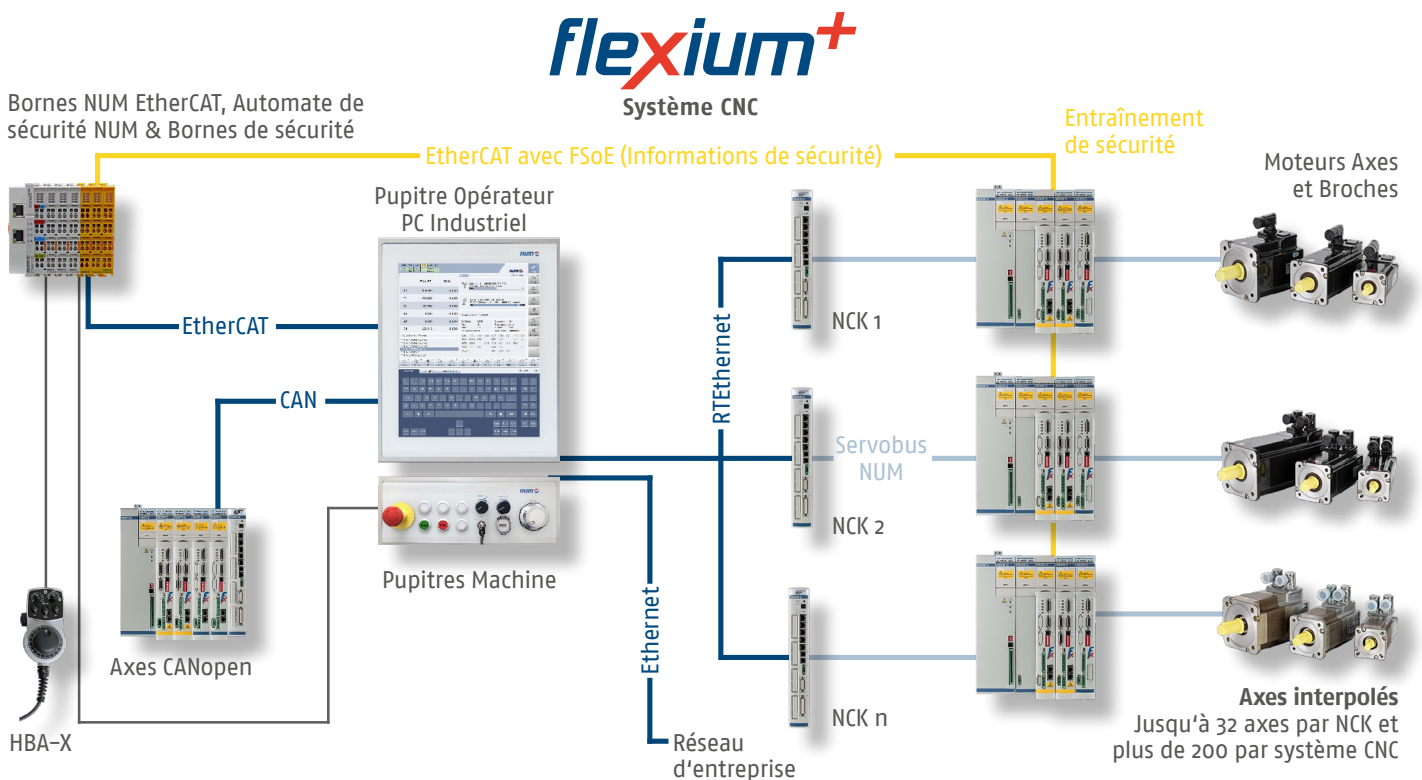 flexium+
Système CNC
Bornes NUM EtherCAT, Automate de
sécurité NUM & Bornes de sécurité
EtherCAT avec FSoE (Informations de sécurité)
Entraînement
de sécurité
Moteurs Axes
et Broches
Pupitre Opérateur
PC Industriel
num
EtherCAT
CAN
RTEthernet
NCK 1
Servobus
NUM
NCK 2
num
Pupitres Machine
Ethernet
Axes CANopen
NCK n
HBA-X
Réseau
d'entreprise
Axes interpolés
Jusqu'à 32 axes par NCK et
plus de 200 par système CNC